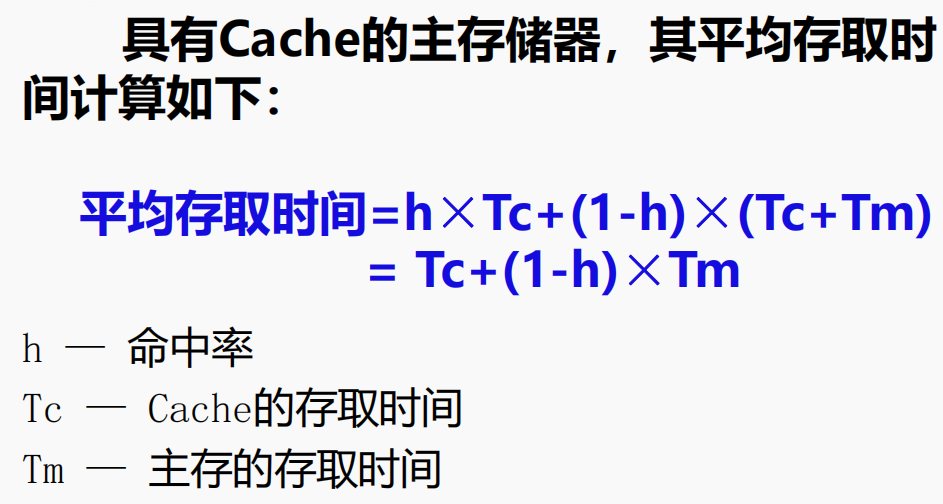 具有Cache的主存储器，其平均存取时
间计算如下：
平均存取时间=h×Tc+(1-h)×(Tc+Tm)
= Tc+(1-h)×Tm
h — 命中率
Tc — Cache的存取时间
Tm — 主存的存取时间